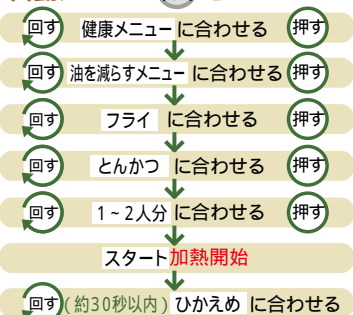 回す 健康メニュー に合わせる 押す
回す 油を減らすメニュー に合わせる 押す
回す フライ に合わせる 押す
回す とんかつ に合わせる 押す
回す 1~2人分 に合わせる 押す
スタート 加熱開始
回す (約30秒以内) ひかえめ に合わせる